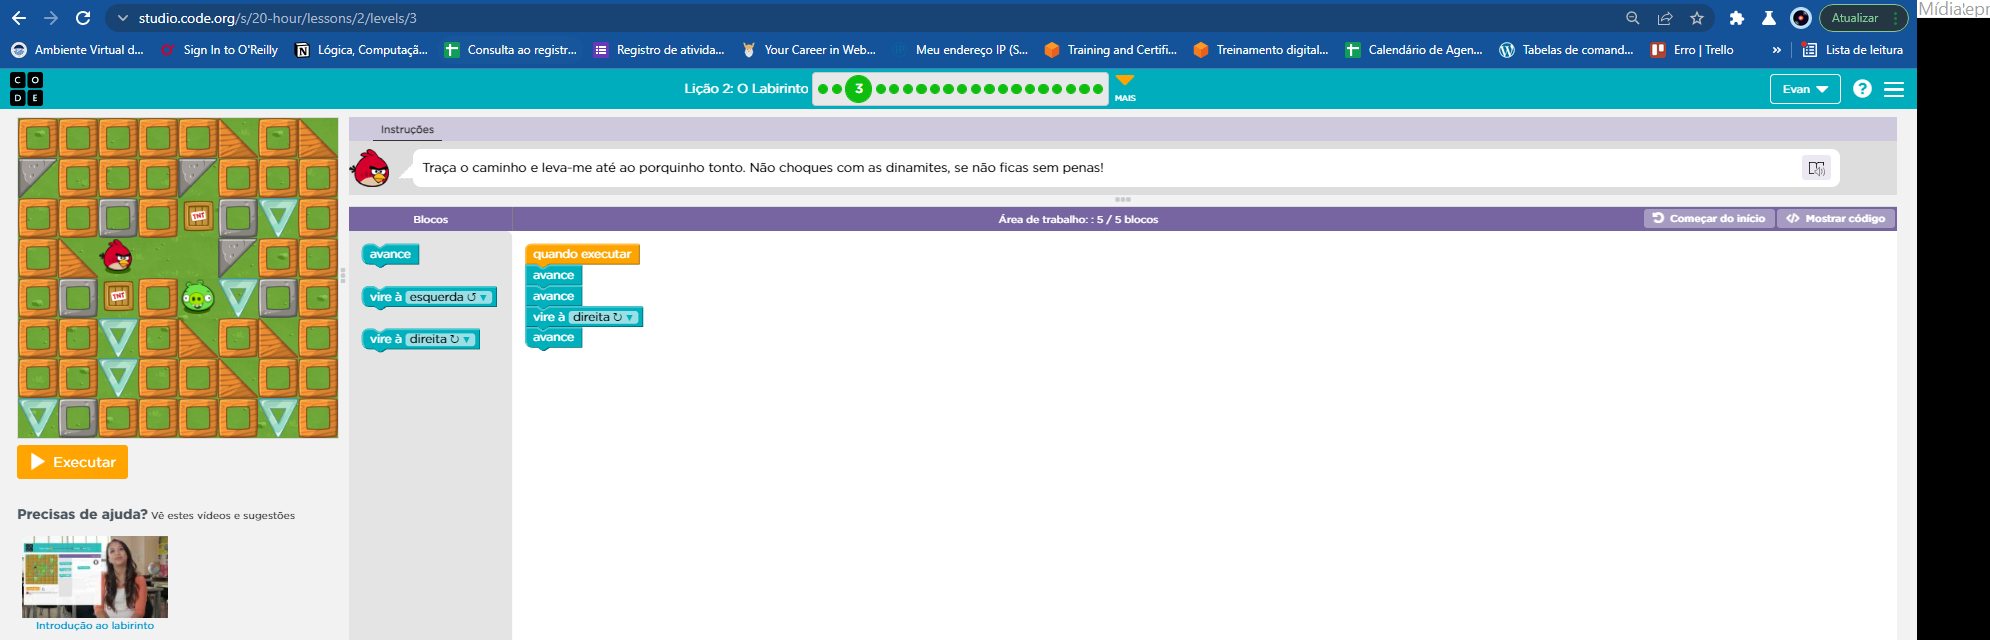 studio.code.org/s/20-hour/lessons/2/levels/3
Atualizar
Mídia
Ambiente Virtual d...
Sign In to O'Reilly
Lógica, Computaçã...
Consulta ao registr...
Registro de ativida...
Your Career in Web...
Meu endereço IP (S...
Training and Certifi...
Treinamento digital...
Calendário de Agen...
Tabelas de comand...
Erro | Trello
»
Lista de leitura
C O
D E
Lição 2: O Labirinto
3
MAIS
Evan
?
Instruções
Traça o caminho e leva-me até ao porquinho tonto. Não choques com as dinamites, se não ficas sem penas!
Blocos
Área de trabalho: : 5 / 5 blocos
Começar do início
</> Mostrar código
avance
vire à esquerda ↺
vire à direita ↻
quando executar
avance
avance
vire à direita ↻
avance
TNT
TNT
Executar
Precisas de ajuda? Vê estes vídeos e sugestões
Introdução ao labirinto